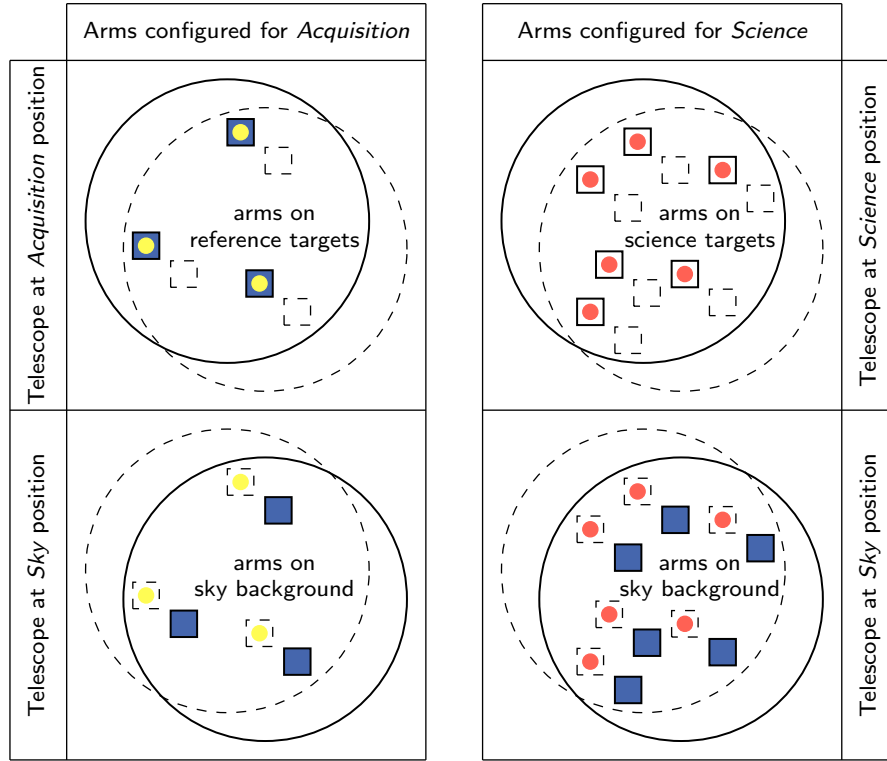 Arms configured for Acquisition
Arms configured for Science
Telescope at Acquisition position
arms on
reference targets
arms on
science targets
Telescope at Science position
Telescope at Sky position
arms on
sky background
arms on
sky background
Telescope at Sky position